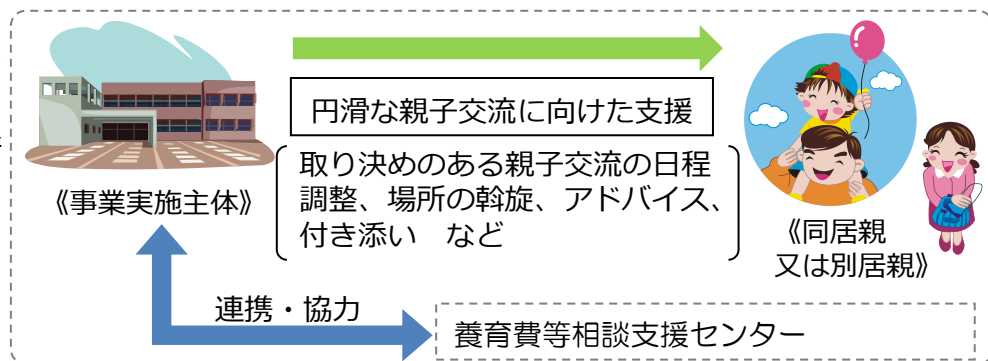 円滑な親子交流に向けた支援
取り決めのある親子交流の日程
調整、場所の斡旋、アドバイス、
付き添い　など
《事業実施主体》
《同居親
又は別居親》
連携・協力
養育費等相談支援センター